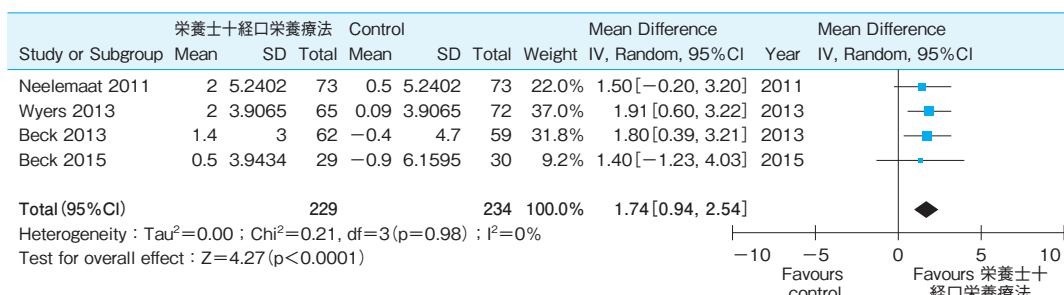 栄養士+経口栄養療法 Control Mean Difference Mean Difference
Study or Subgroup Mean SD Total Mean SD Total Weight IV, Random, 95%CI Year IV, Random, 95%CI
Neelemaat 2011 2 5.2402 73 0.5 5.2402 73 22.0% 1.50[−0.20, 3.20] 2011
Wyers 2013 2 3.9065 65 0.09 3.9065 72 37.0% 1.91[0.60, 3.22] 2013
Beck 2013 1.4 3 62 −0.4 4.7 59 31.8% 1.80[0.39, 3.21] 2013
Beck 2015 0.5 3.9434 29 −0.9 6.1595 30 9.2% 1.40[−1.23, 4.03] 2015
Total(95%CI) 229 234 100.0% 1.74[0.94, 2.54]
Heterogeneity:Tau²=0.00;Chi²=0.21, df=3(p=0.98);I²=0%
Test for overall effect:Z=4.27(p<0.0001)
−10 −5 0 5 10
Favours Favours 栄養士+
control 経口栄養療法